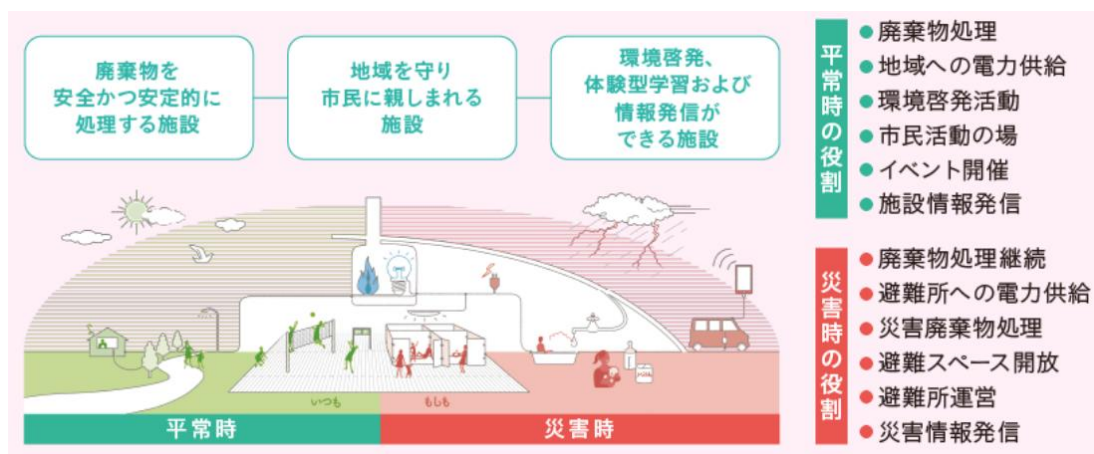 廃棄物を
安全かつ安定的に
処理する施設
地域を守り
市民に親しまれる
施設
環境啓発、
体験型学習および
情報発信が
できる施設
いつも
もしも
平常時
災害時
平常時の役割
●廃棄物処理
●地域への電力供給
●環境啓発活動
●市民活動の場
●イベント開催
●施設情報発信
災害時の役割
●廃棄物処理継続
●避難所への電力供給
●災害廃棄物処理
●避難スペース開放
●避難所運営
●災害情報発信